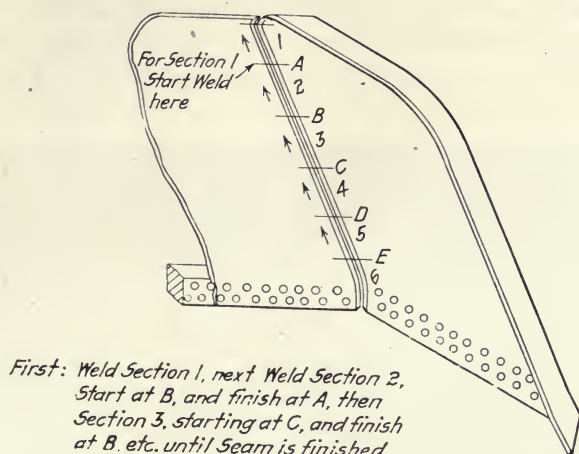 1
For Section 1
Start Weld
here
A
2
B
3
C
4
D
5
E
6
First: Weld Section 1, next Weld Section 2,
Start at B, and finish at A, then
Section 3, starting at C, and finish
at B. etc. until Seam is finished